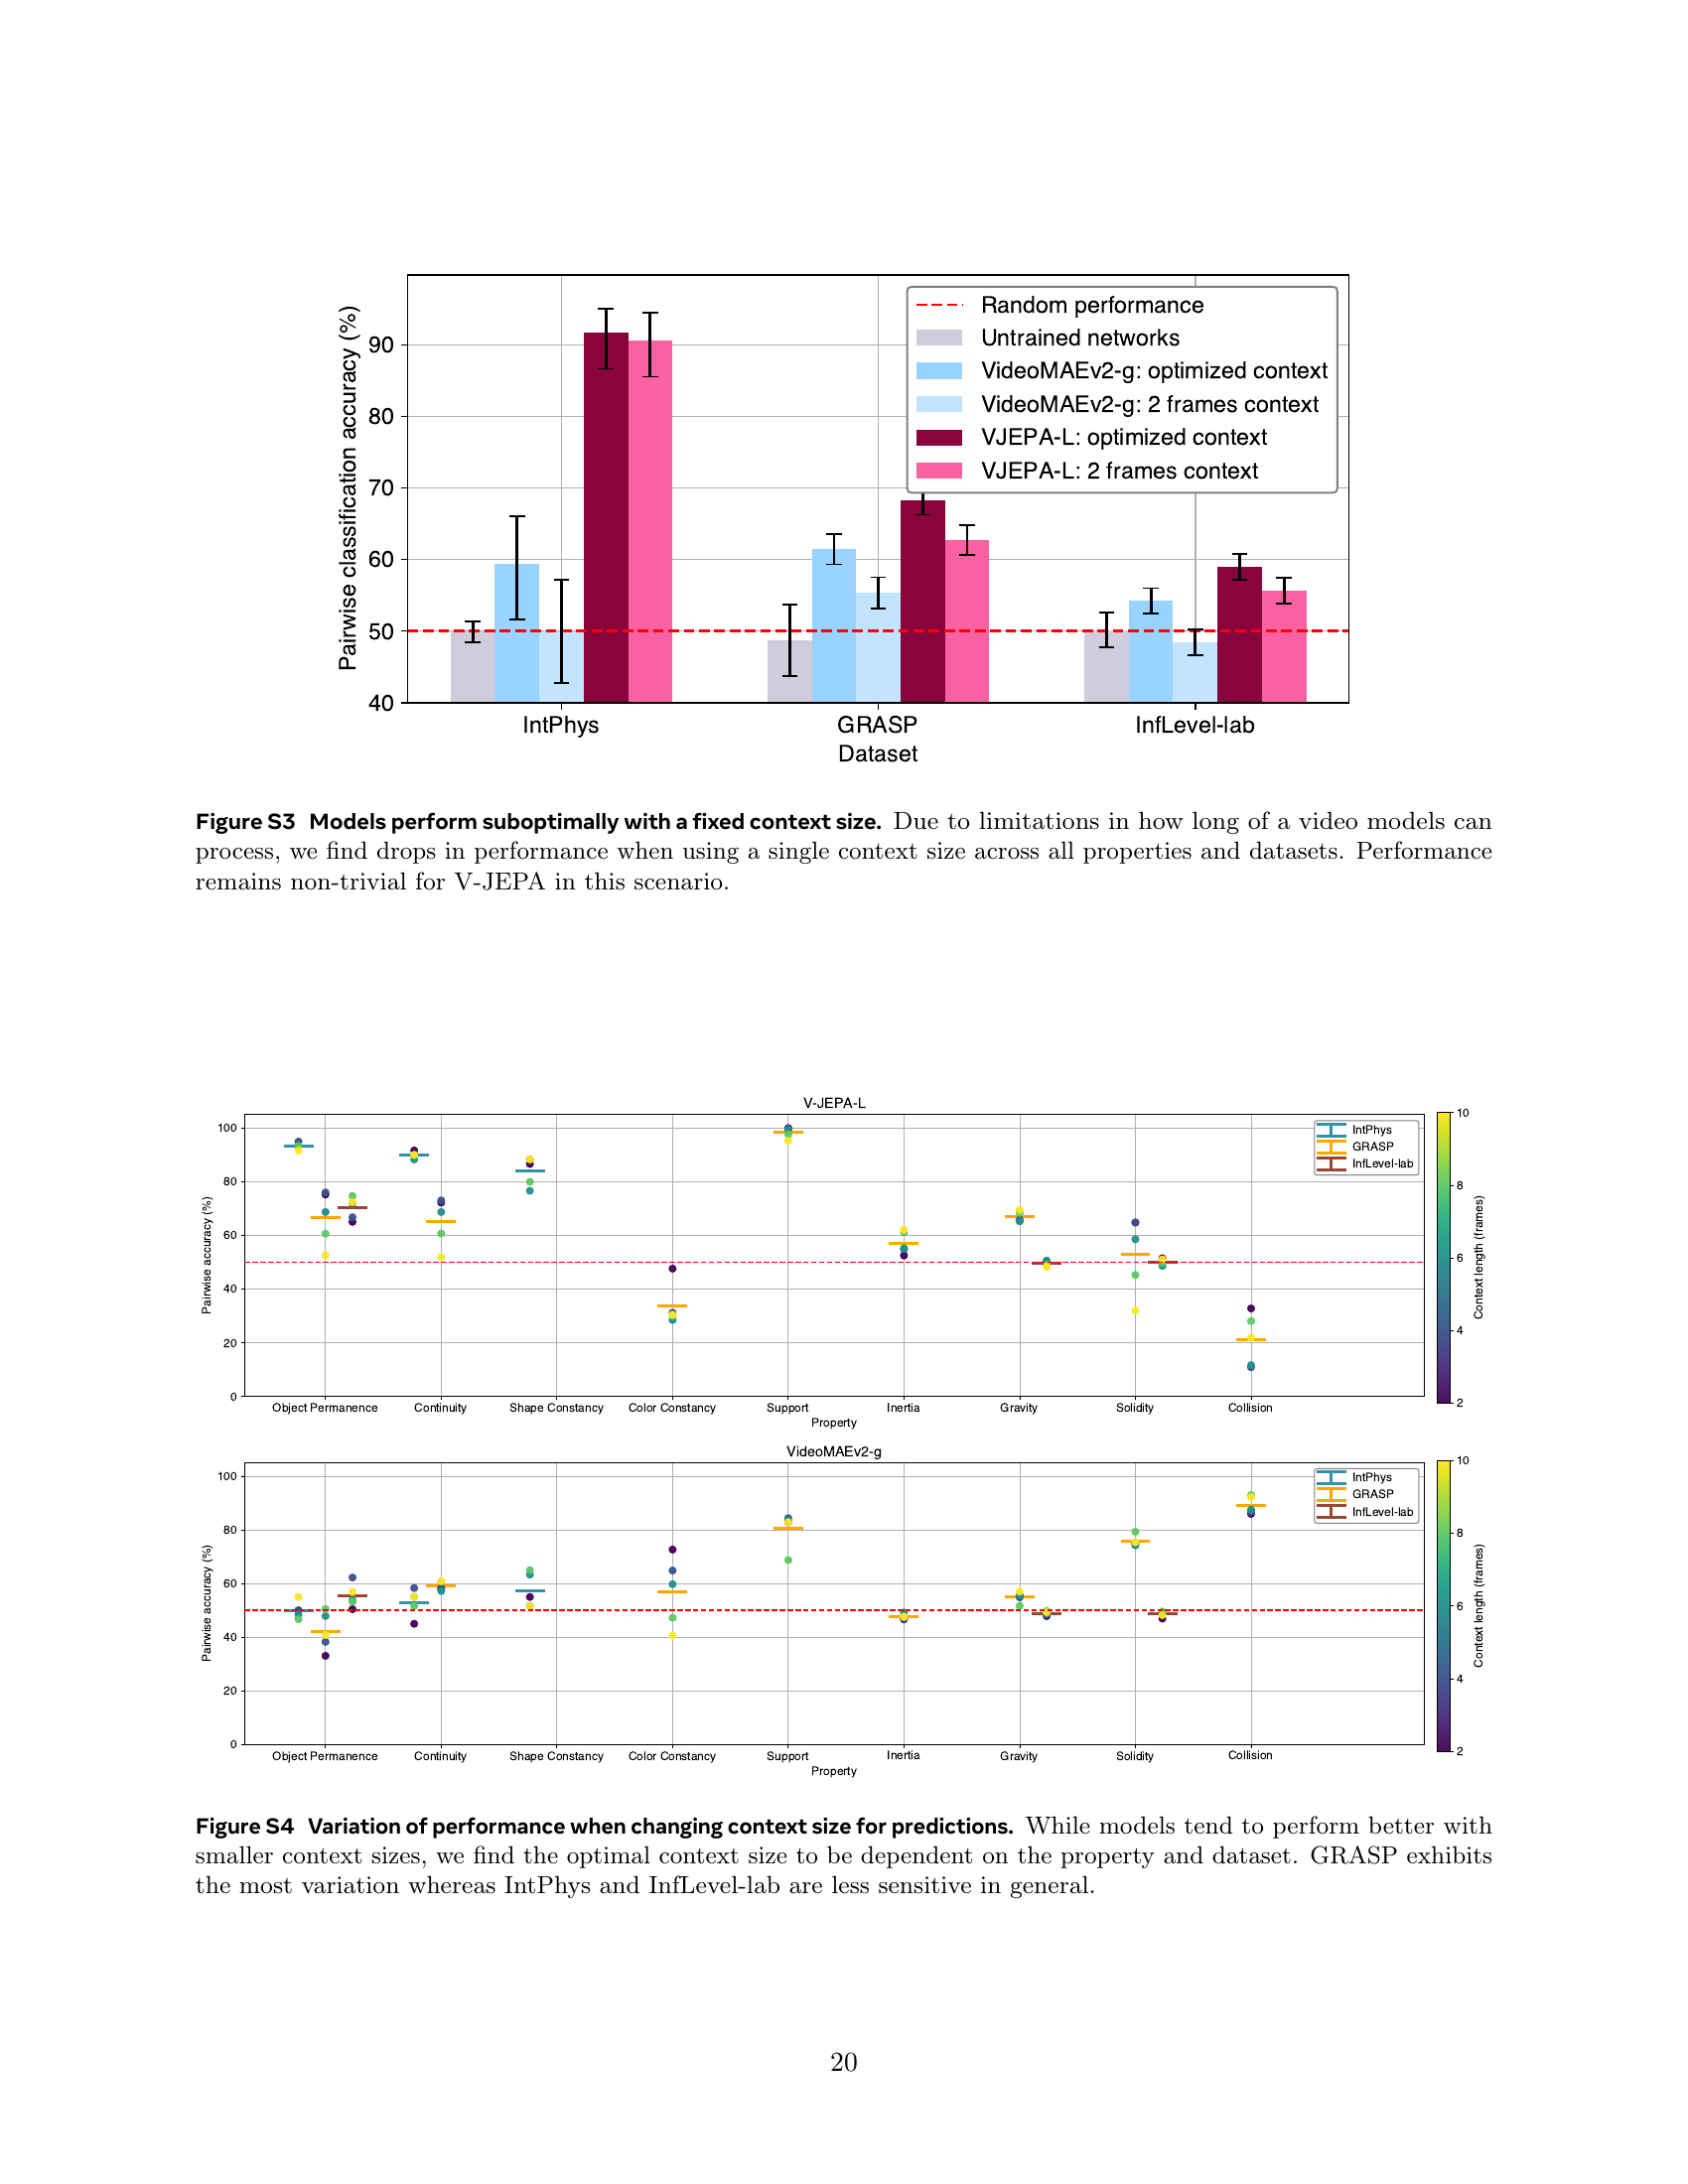 Pairwise classification accuracy (%)
90
80
70
60
50
40
Random performance
Untrained networks
VideoMAEv2-g: optimized context
VideoMAEv2-g: 2 frames context
VJEPA-L: optimized context
VJEPA-L: 2 frames context
IntPhys GRASP InfLevel-lab
Dataset
Figure S3 Models perform suboptimally with a fixed context size. Due to limitations in how long of a video models can
process, we find drops in performance when using a single context size across all properties and datasets. Performance
remains non-trivial for V-JEPA in this scenario.
V-JEPA-L
Pairwise accuracy (%)
100
80
60
40
20
0
IntPhys
GRASP
InfLevel-lab
Object Permanence Continuity Shape Constancy Color Constancy Support Inertia Gravity Solidity Collision
Property
10
8
6
4
2
Context length (frames)
VideoMAEv2-g
Pairwise accuracy (%)
100
80
60
40
20
0
IntPhys
GRASP
InfLevel-lab
Object Permanence Continuity Shape Constancy Color Constancy Support Inertia Gravity Solidity Collision
Property
10
8
6
4
2
Context length (frames)
Figure S4 Variation of performance when changing context size for predictions. While models tend to perform better with
smaller context sizes, we find the optimal context size to be dependent on the property and dataset. GRASP exhibits
the most variation whereas IntPhys and InfLevel-lab are less sensitive in general.
20